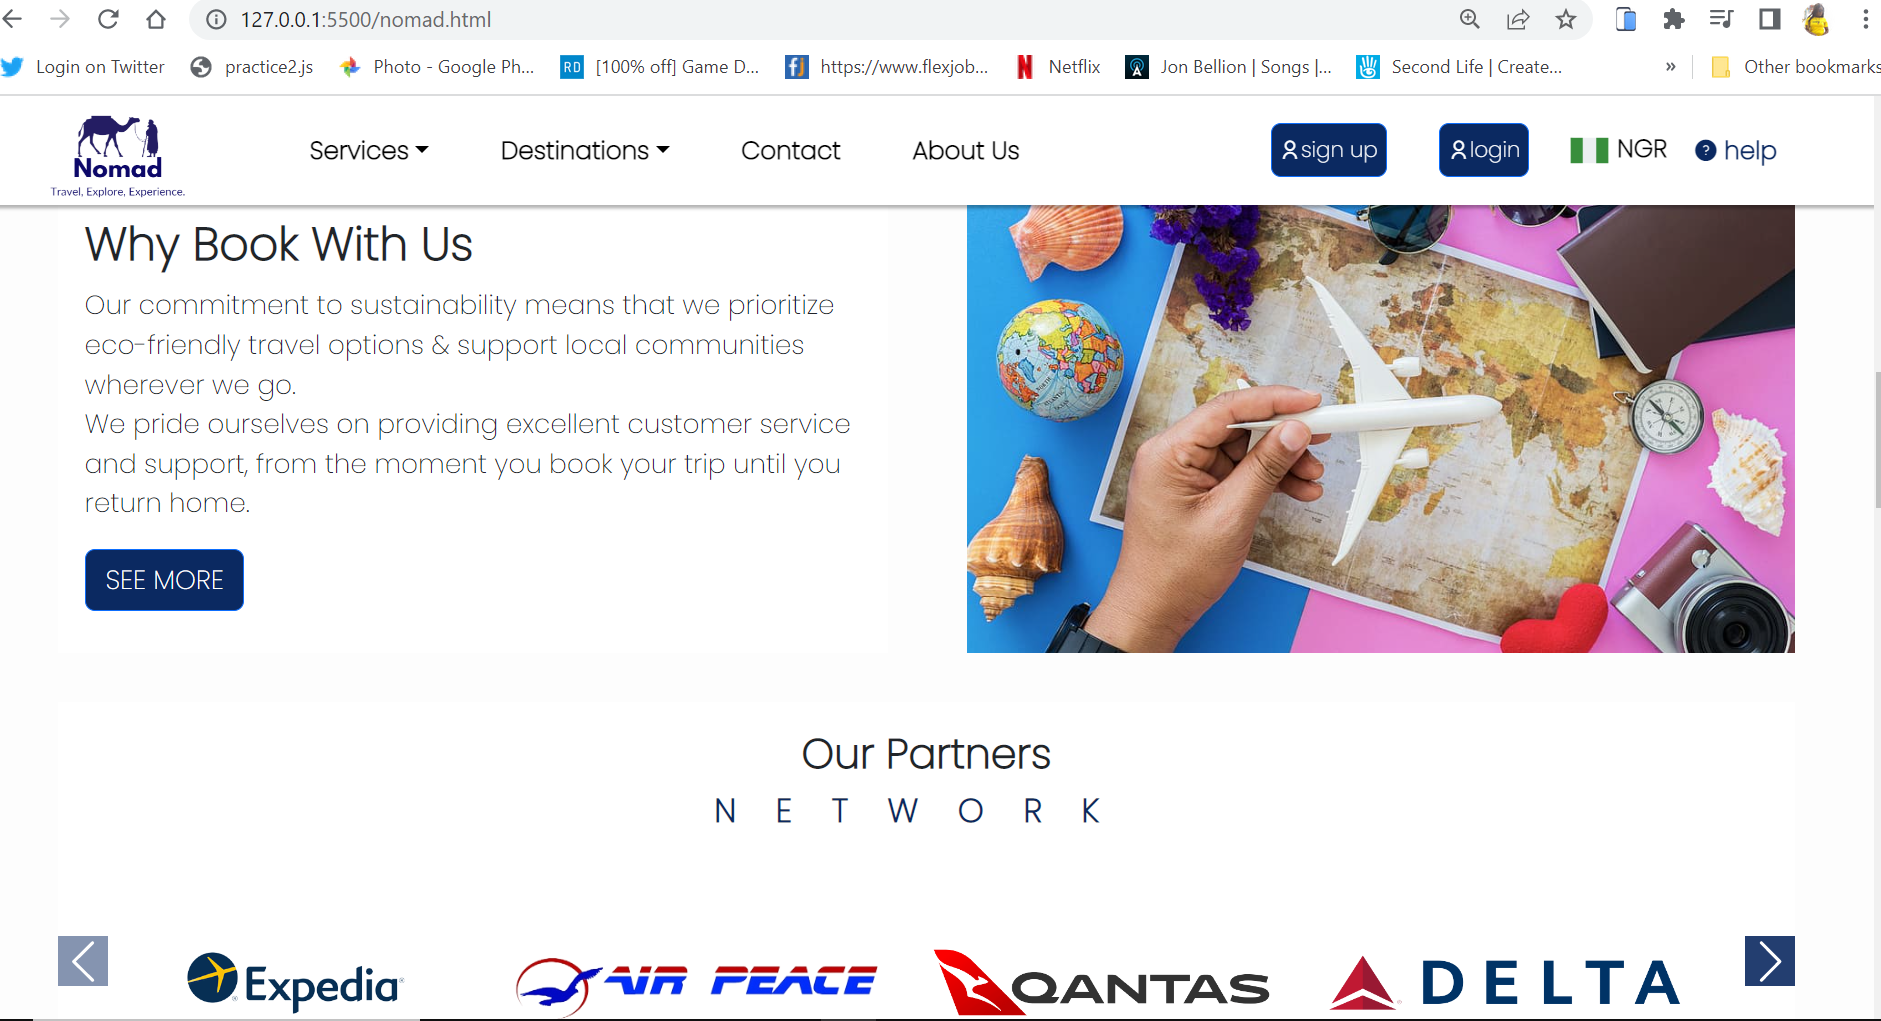 127.0.0.1:5500/nomad.html
Login on Twitter
practice2.js
Photo - Google Ph...
RD
[100% off] Game D...
fj
https://www.flexjob...
Netflix
Jon Bellion | Songs |...
Second Life | Create...
»
Other bookmarks
Nomad
Travel, Explore, Experience.
Services
Destinations
Contact
About Us
sign up
login
NGR
? help
Why Book With Us
Our commitment to sustainability means that we prioritize
eco-friendly travel options & support local communities
wherever we go.
We pride ourselves on providing excellent customer service
and support, from the moment you book your trip until you
return home.
SEE MORE
Our Partners
N E T W O R K
Expedia
AIR PEACE
QANTAS
DELTA